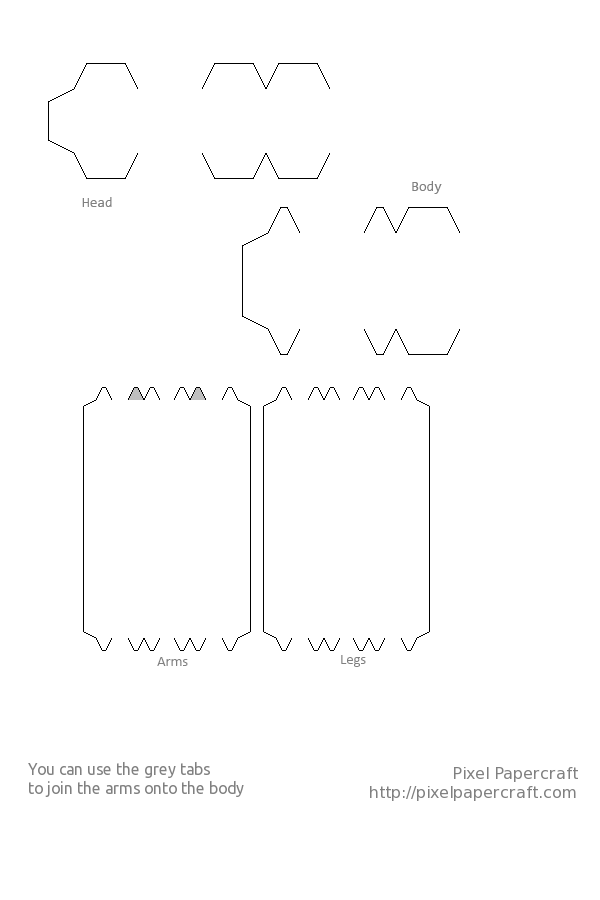 Head
Body
Arms
Legs
You can use the grey tabs
to join the arms onto the body
Pixel Papercraft
http://pixelpapercraft.com